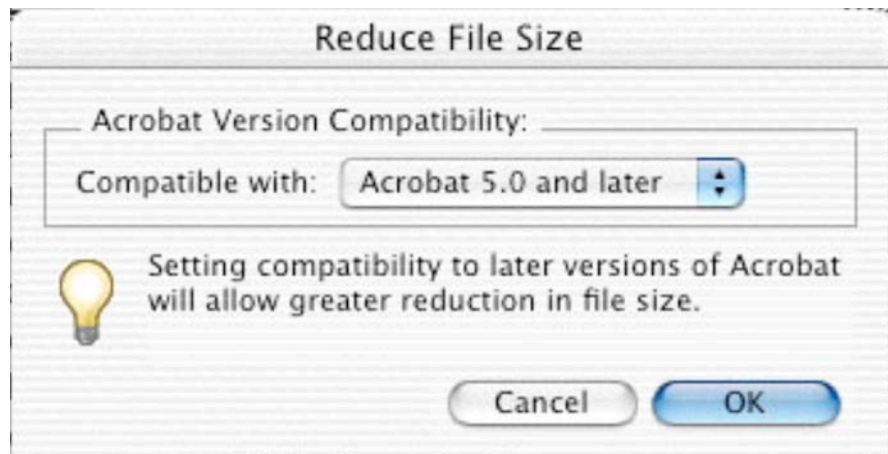 Reduce File Size
Acrobat Version Compatibility:
Compatible with: Acrobat 5.0 and later
Setting compatibility to later versions of Acrobat
will allow greater reduction in file size.
Cancel OK